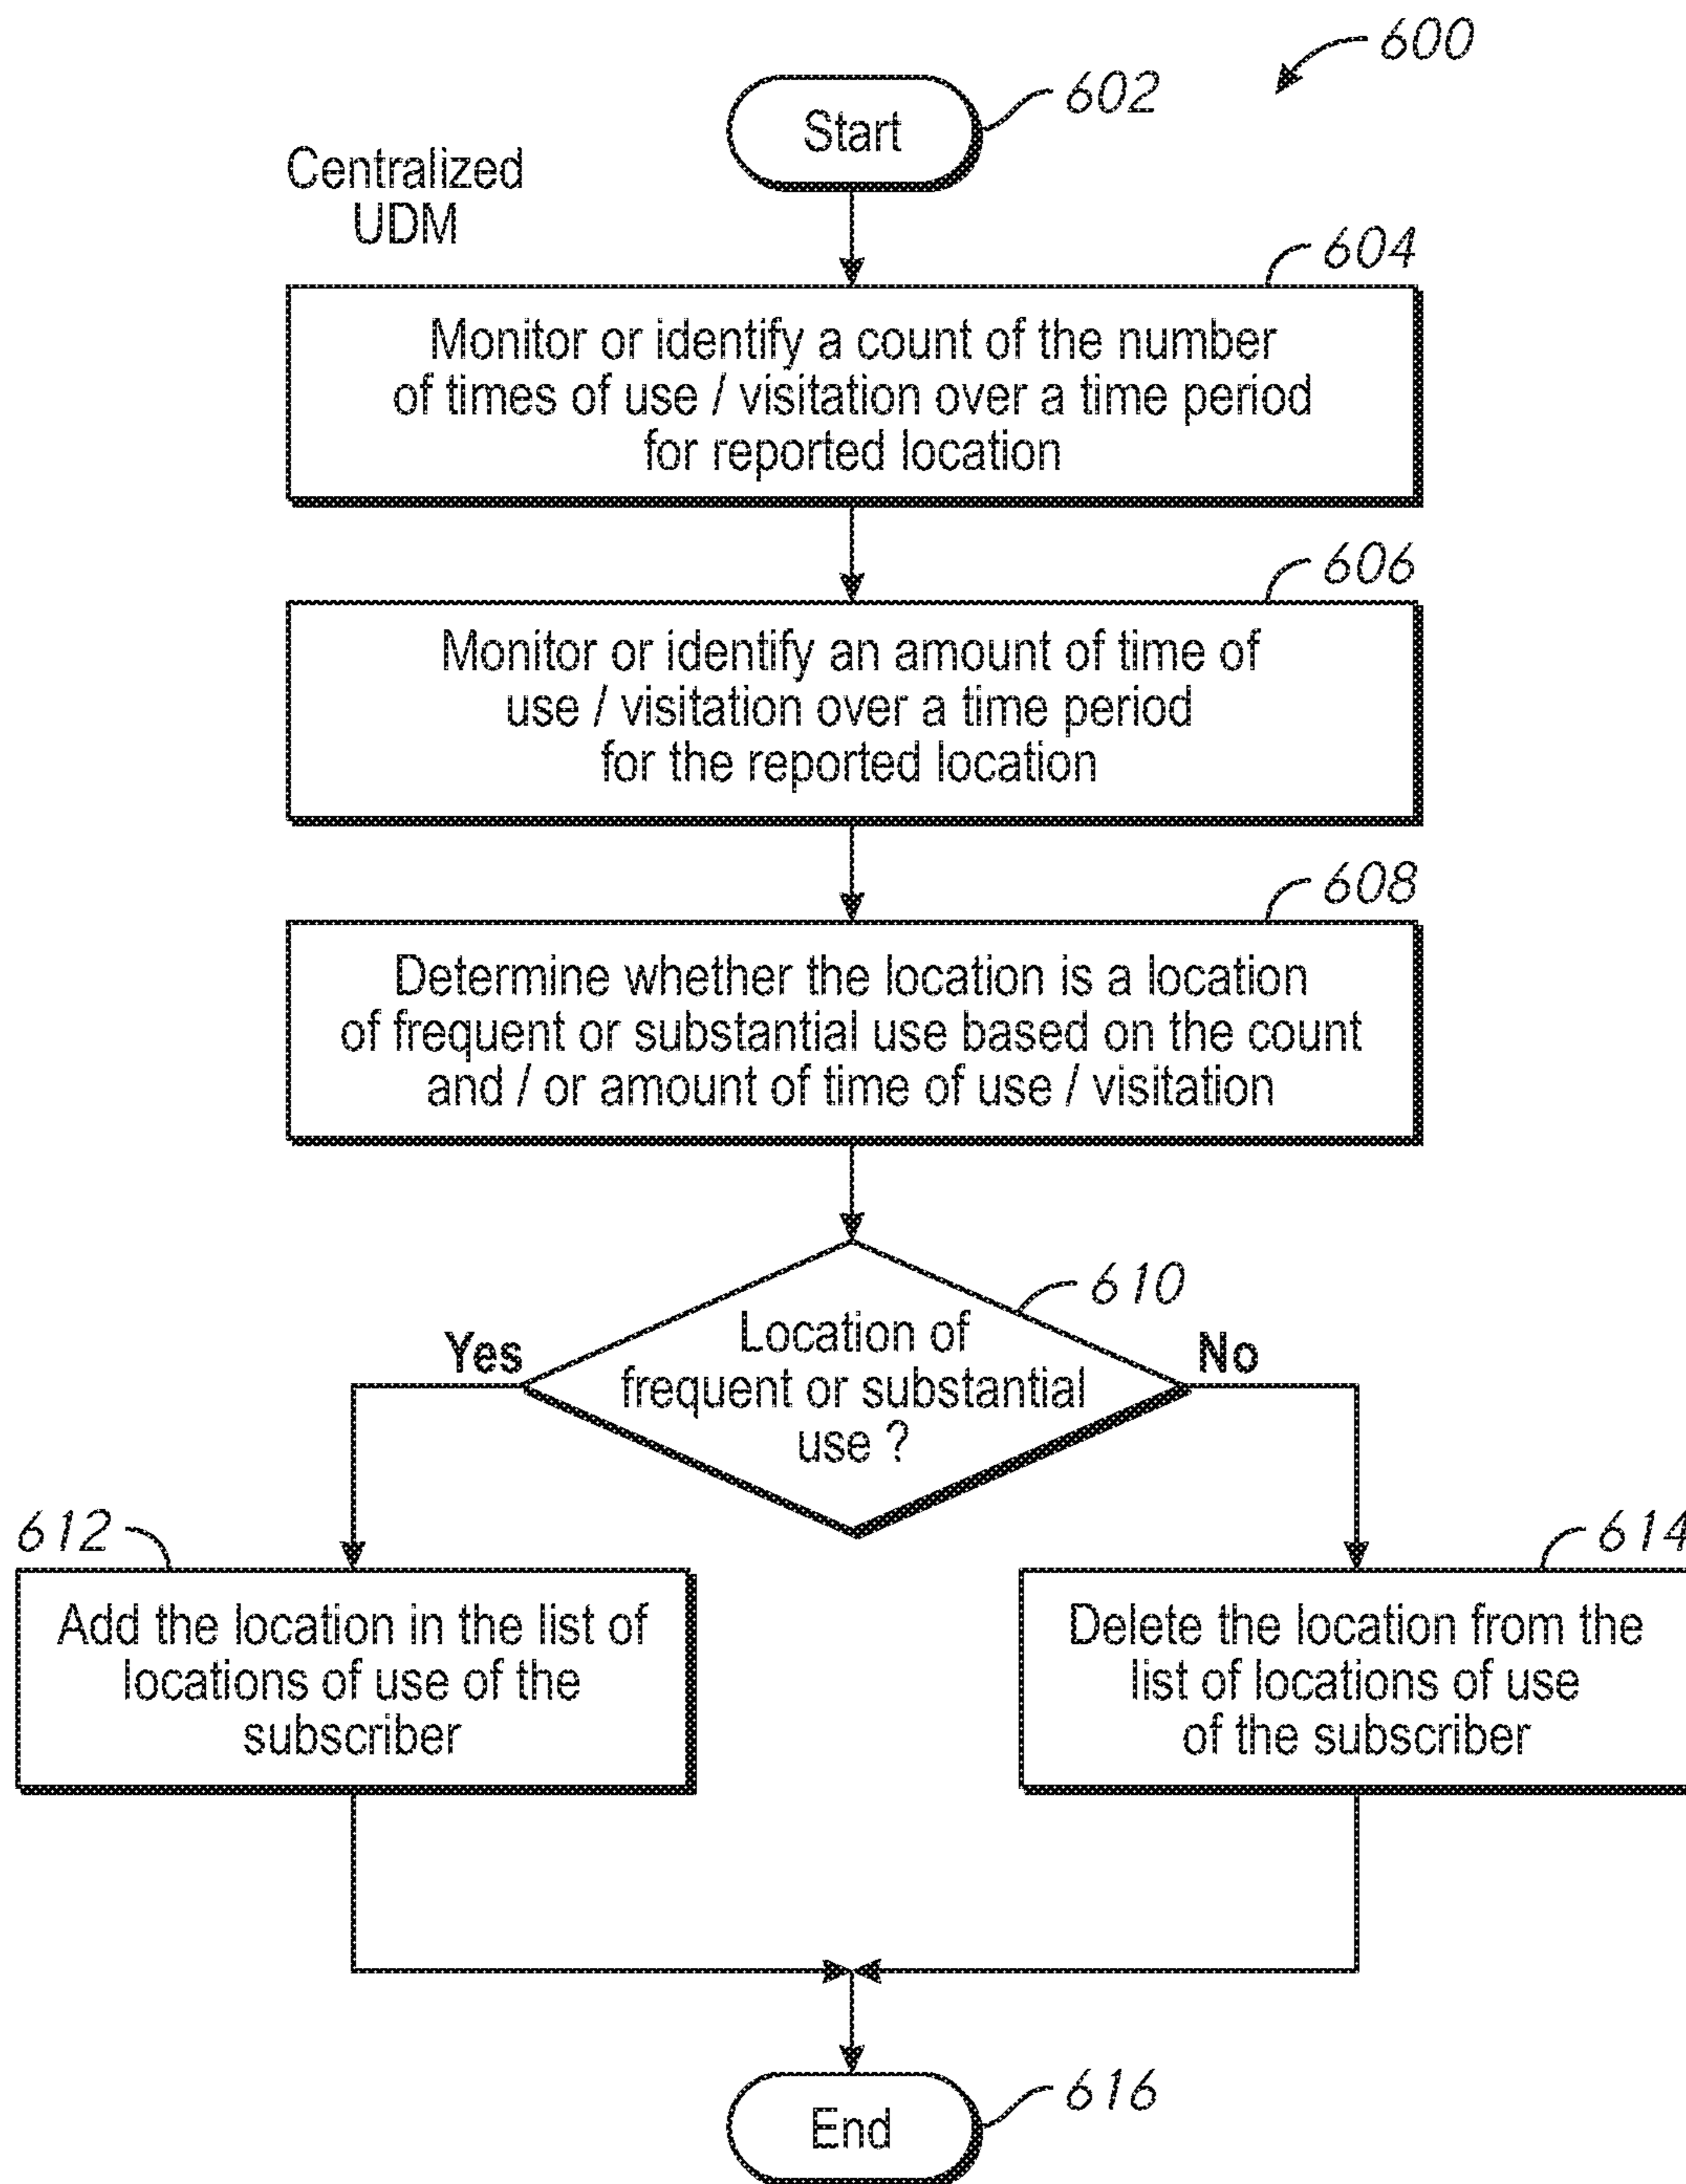 600
Start
602
Centralized
UDM
604
Monitor or identify a count of the number
of times of use / visitation over a time period
for reported location
606
Monitor or identify an amount of time of
use / visitation over a time period
for the reported location
608
Determine whether the location is a location
of frequent or substantial use based on the count
and / or amount of time of use / visitation
610
Location of
frequent or substantial
use ?
Yes
No
612
Add the location in the list of
locations of use of the
subscriber
614
Delete the location from the
list of locations of use
of the subscriber
End
616